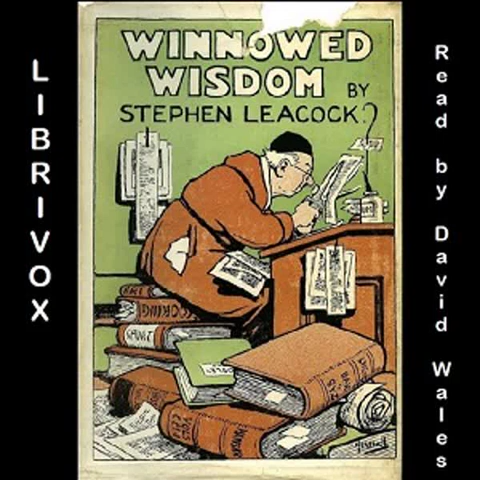 LIBRIVOX
WINNOWED
WISDOM BY
STEPHEN LEACOCK
Read by David Wales